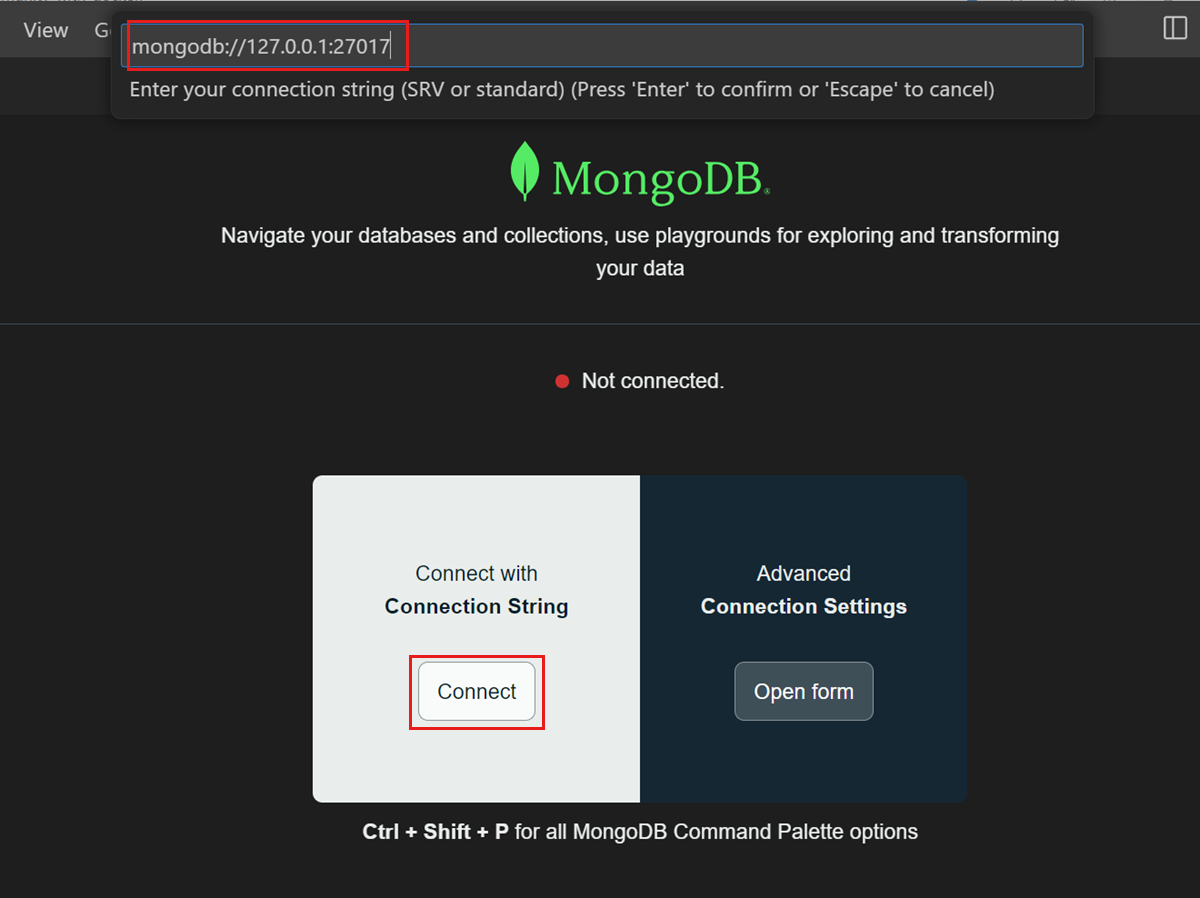 View
mongodb://127.0.0.1:27017
Enter your connection string (SRV or standard) (Press 'Enter' to confirm or 'Escape' to cancel)
MongoDB®
Navigate your databases and collections, use playgrounds for exploring and transforming
your data
Not connected.
Connect with
Connection String
Connect
Advanced
Connection Settings
Open form
Ctrl + Shift + P for all MongoDB Command Palette options